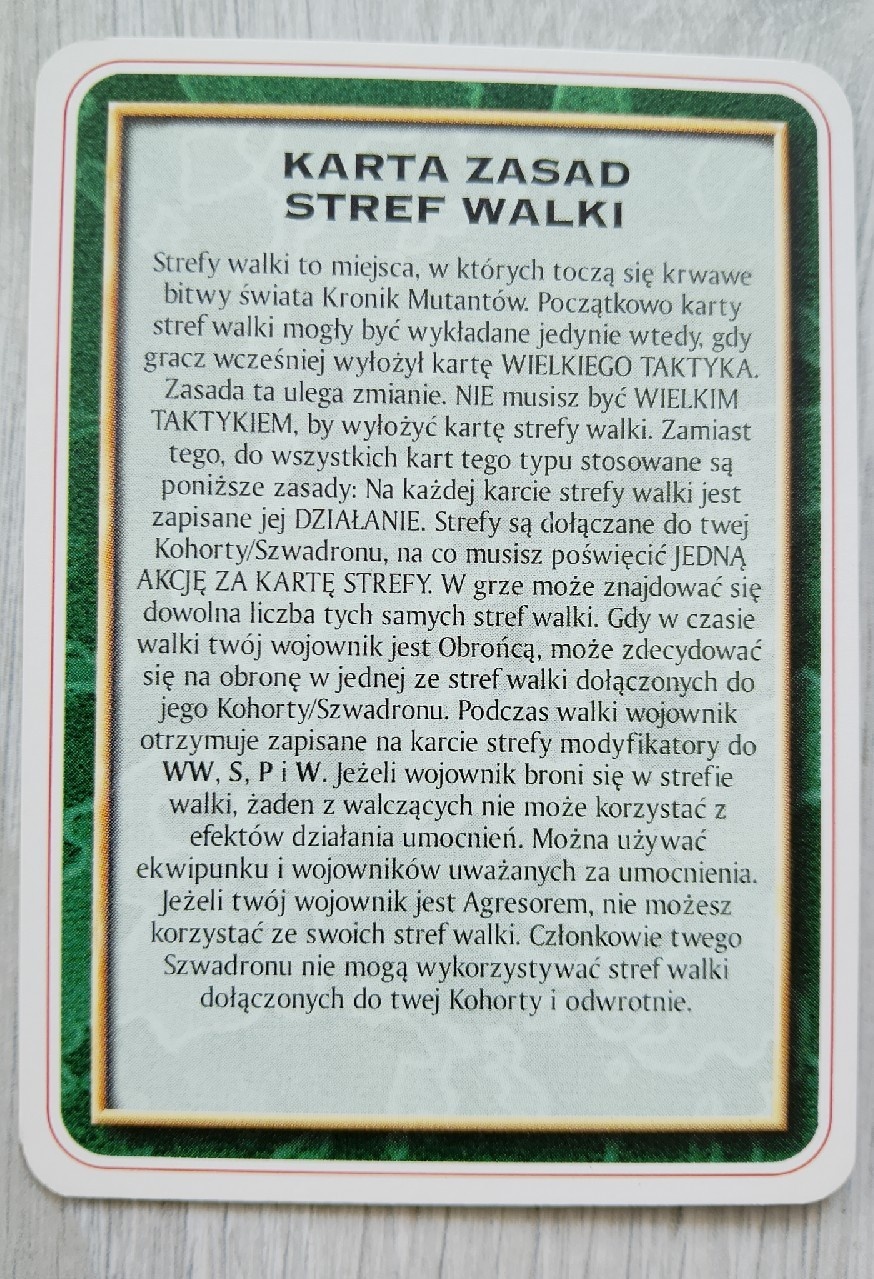 KARTA ZASAD
STREF WALKI
Strefy walki to miejsca, w których toczą się krwawe
bitwy świata Kronik Mutantów. Początkowo karty
stref walki mogły być wykładane jedynie wtedy, gdy
gracz wcześniej wyłożył kartę WIELKIEGO TAKTYKA.
Zasada ta ulega zmianie. NIE musisz być WIELKIM
TAKTYKIEM, by wyłożyć kartę strefy walki. Zamiast
tego, do wszystkich kart tego typu stosowane są
poniższe zasady: Na każdej karcie strefy walki jest
zapisane jej DZIAŁANIE. Strefy są dołączane do twej
Kohorty/Szwadronu, na co musisz poświęcić JEDNĄ
AKCJĘ ZA KARTĘ STREFY. W grze może znajdować się
dowolna liczba tych samych stref walki. Gdy w czasie
walki twój wojownik jest Obrońcą, może zdecydować
się na obronę w jednej ze stref walki dołączonych do
jego Kohorty/Szwadronu. Podczas walki wojownik
otrzymuje zapisane na karcie strefy modyfikatory do
WW, S, P i W. Jeżeli wojownik broni się w strefie
walki, żaden z walczących nie może korzystać z
efektów działania umocnień. Można używać
ekwipunku i wojowników uważanych za umocnienia.
Jeżeli twój wojownik jest Agresorem, nie możesz
korzystać ze swoich stref walki. Członkowie twego
Szwadronu nie mogą wykorzystywać stref walki
dołączonych do twej Kohorty i odwrotnie.